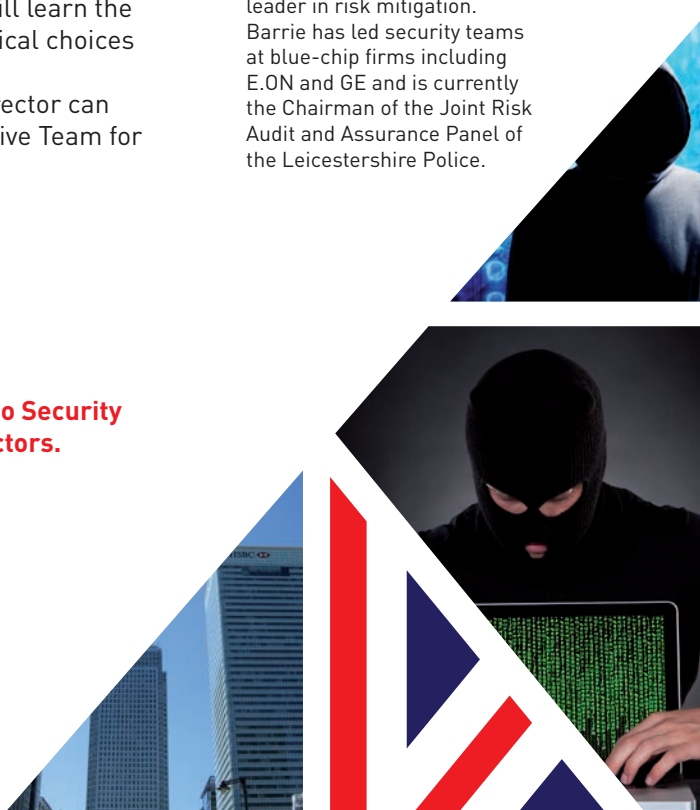 ll learn the
ical choices
ector can
ive Team for
leader in risk mitigation.
Barrie has led security teams
at blue-chip firms including
E.ON and GE and is currently
the Chairman of the Joint Risk
Audit and Assurance Panel of
the Leicestershire Police.
o Security
ctors.
HSBC